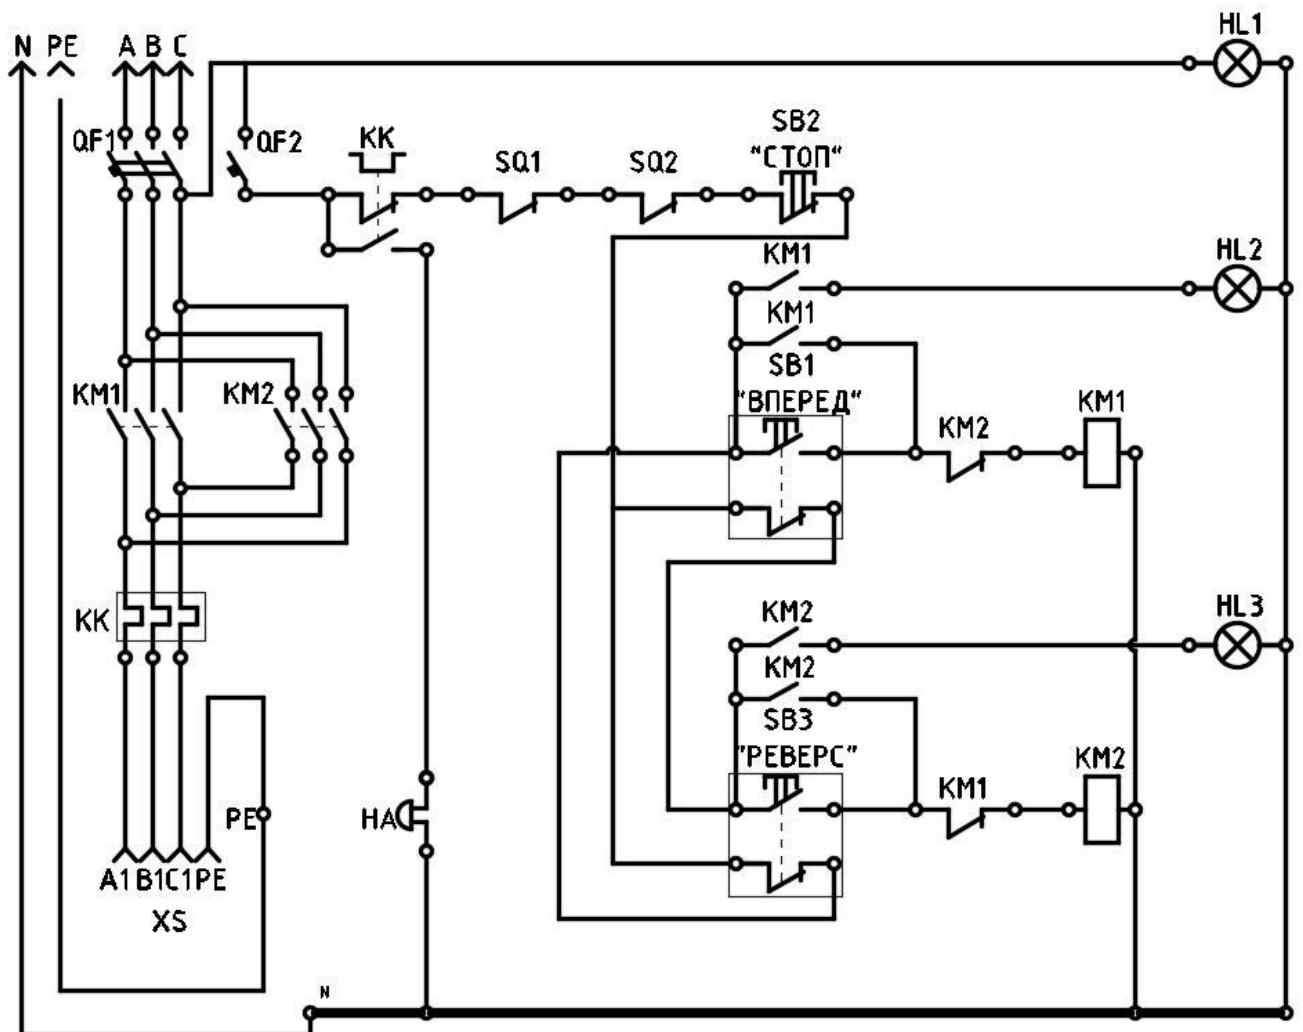 HL1
N PE A B C
QF1 QF2 KK SQ1 SQ2 SB2
"СТОП"
KM1 HL2
KM1
SB1
KM1 KM2 "ВПЕРЕД" KM1
KM2
KK KM2 HL3
KM2
SB3
"РЕВЕРС" KM2
KM1
PE HA
A1 B1 C1 PE
XS
N